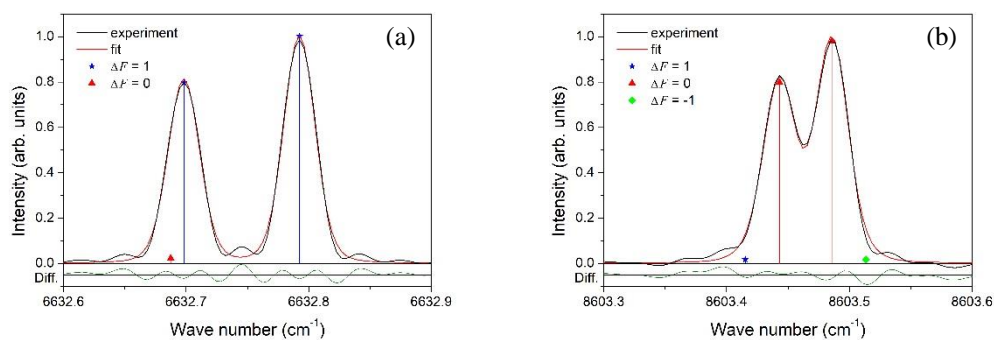 (a)
experiment
fit
ΔF = 1
ΔF = 0
Intensity (arb. units)
1.0
0.8
0.6
0.4
0.2
0.0
Diff.
6632.6 6632.7 6632.8 6632.9
Wave number (cm⁻¹)
(b)
experiment
fit
ΔF = 1
ΔF = 0
ΔF = -1
Intensity (arb. units)
1.0
0.8
0.6
0.4
0.2
0.0
Diff.
8603.3 8603.4 8603.5 8603.6
Wave number (cm⁻¹)